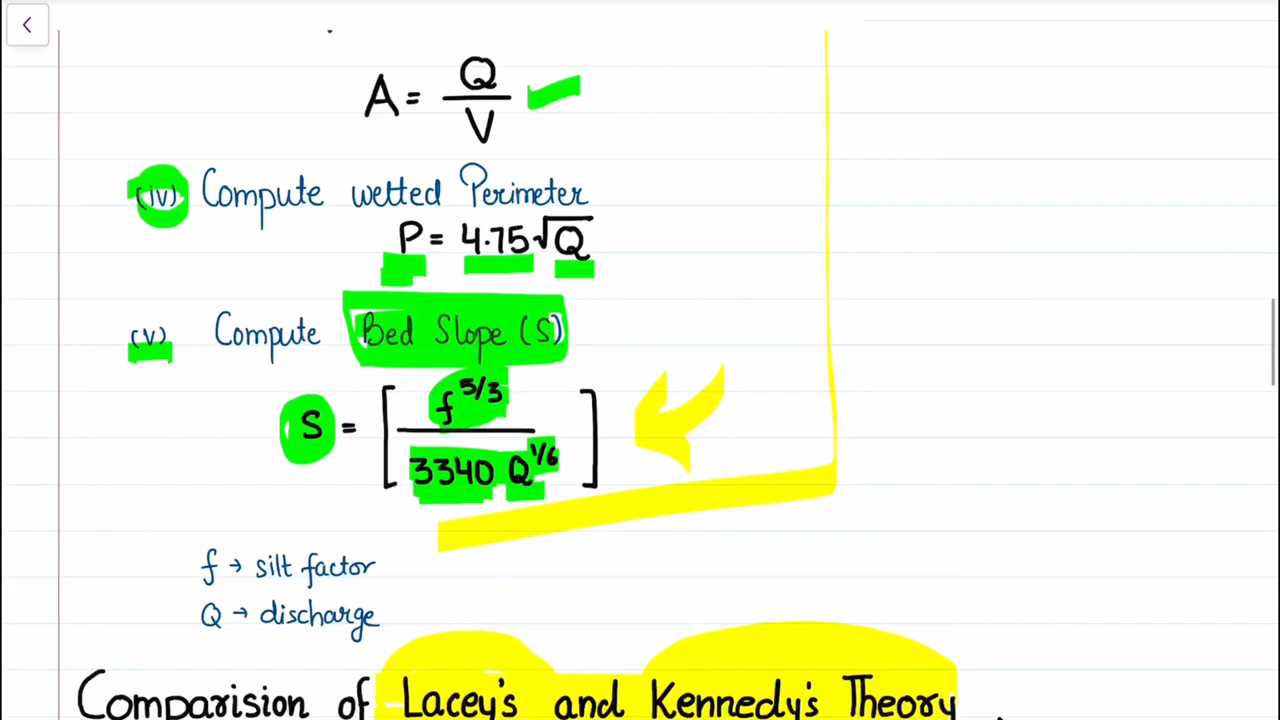 A = Q/V
(iv) Compute wetted Perimeter
P = 4.75√Q
(v) Compute Bed Slope (S)
S = [f^5/3 / 3340 Q^1/6]
f → silt factor
Q → discharge
Comparision of Lacey's and Kennedy's Theory